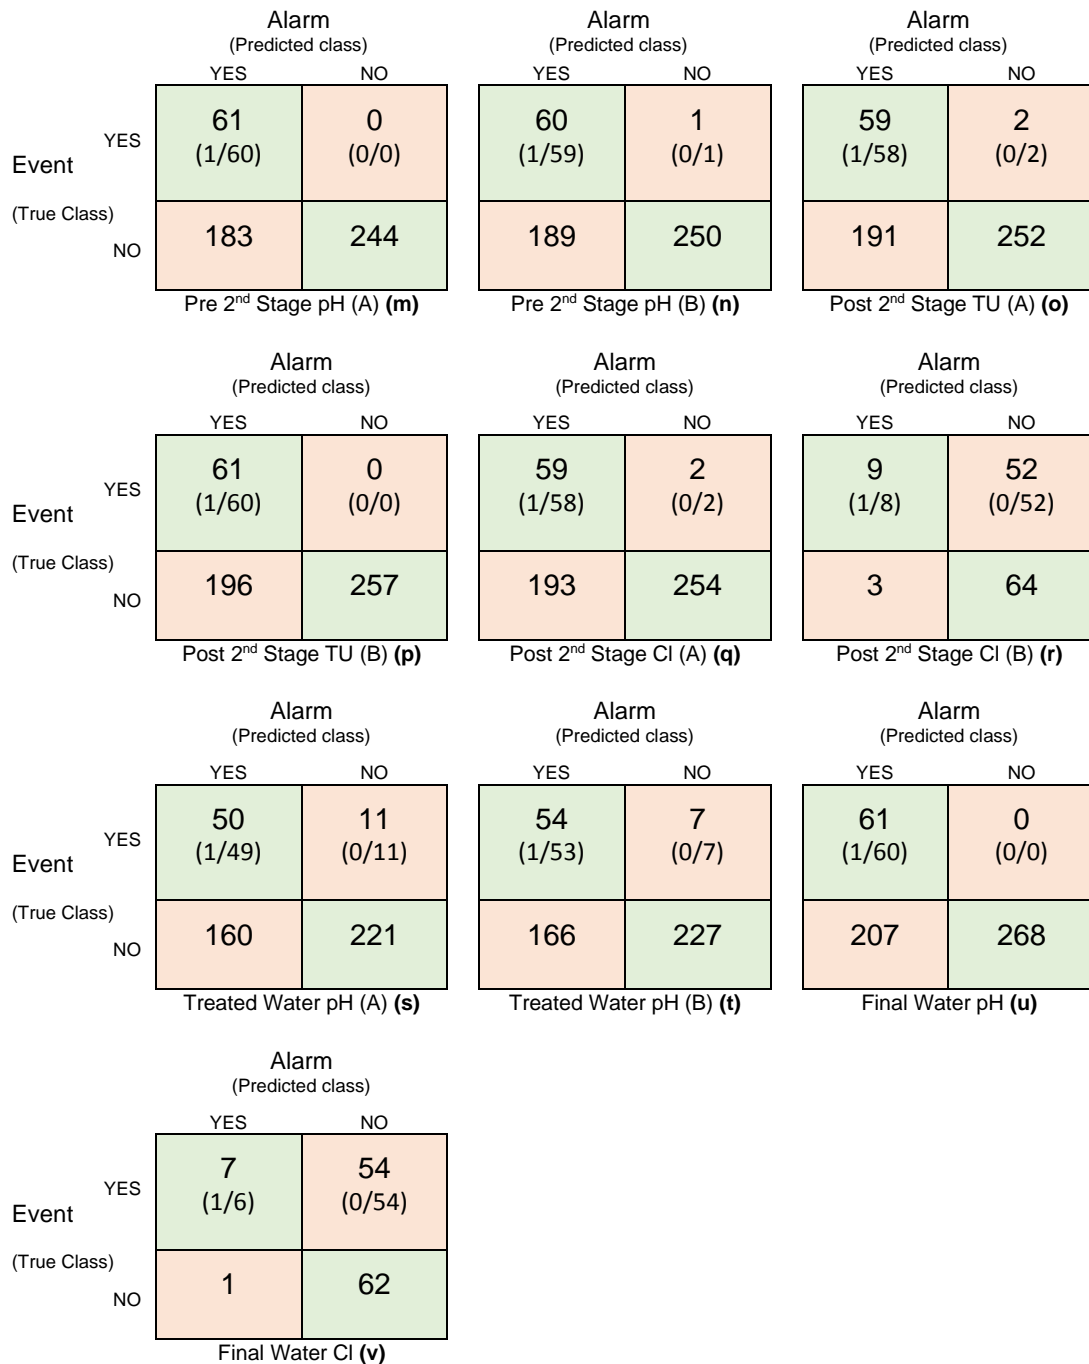 Alarm Alarm Alarm
(Predicted class) (Predicted class) (Predicted class)
YES NO YES NO YES NO
61 0 60 1 59 2
YES
(1/60) (0/0) (1/59) (0/1) (1/58) (0/2)
Event
(True Class)
183 244 189 250 191 252
NO
Pre 2nd Stage pH (A) (m) Pre 2nd Stage pH (B) (n) Post 2nd Stage TU (A) (o)
Alarm Alarm Alarm
(Predicted class) (Predicted class) (Predicted class)
YES NO YES NO YES NO
61 0 59 2 9 52
YES
(1/60) (0/0) (1/58) (0/2) (1/8) (0/52)
Event
(True Class)
196 257 193 254 3 64
NO
Post 2nd Stage TU (B) (p) Post 2nd Stage Cl (A) (q) Post 2nd Stage Cl (B) (r)
Alarm Alarm Alarm
(Predicted class) (Predicted class) (Predicted class)
YES NO YES NO YES NO
50 11 54 7 61 0
YES
(1/49) (0/11) (1/53) (0/7) (1/60) (0/0)
Event
(True Class)
160 221 166 227 207 268
NO
Treated Water pH (A) (s) Treated Water pH (B) (t) Final Water pH (u)
Alarm
(Predicted class)
YES NO
7 54
YES
(1/6) (0/54)
Event
(True Class)
1 62
NO
Final Water Cl (v)